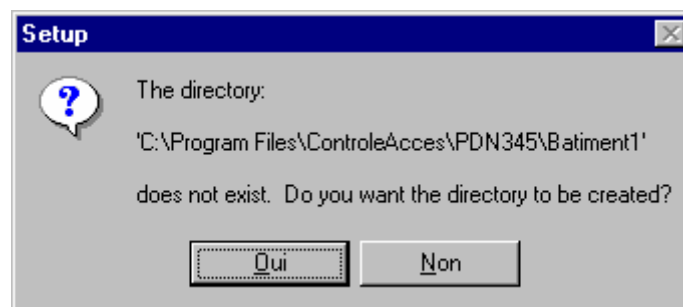 Setup
The directory:
'C:\Program Files\ControleAcces\PDN345\Batiment1'
does not exist.  Do you want the directory to be created?
Oui
Non